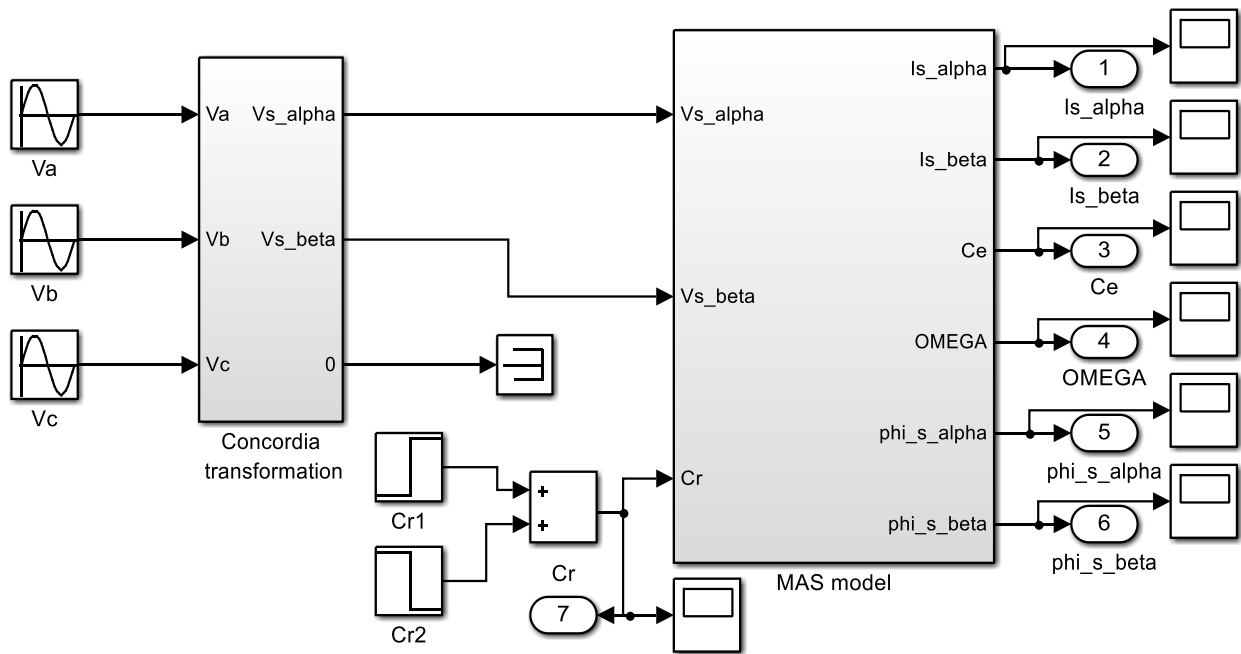 Va
Vb
Vc
Va
Vs_alpha
Vb
Vs_beta
Vc
0
Concordia
transformation
Cr1
Cr2
+
+
Cr
7
Vs_alpha
Vs_beta
Cr
Is_alpha
Is_beta
Ce
OMEGA
phi_s_alpha
phi_s_beta
MAS model
1
Is_alpha
2
Is_beta
3
Ce
4
OMEGA
5
phi_s_alpha
6
phi_s_beta